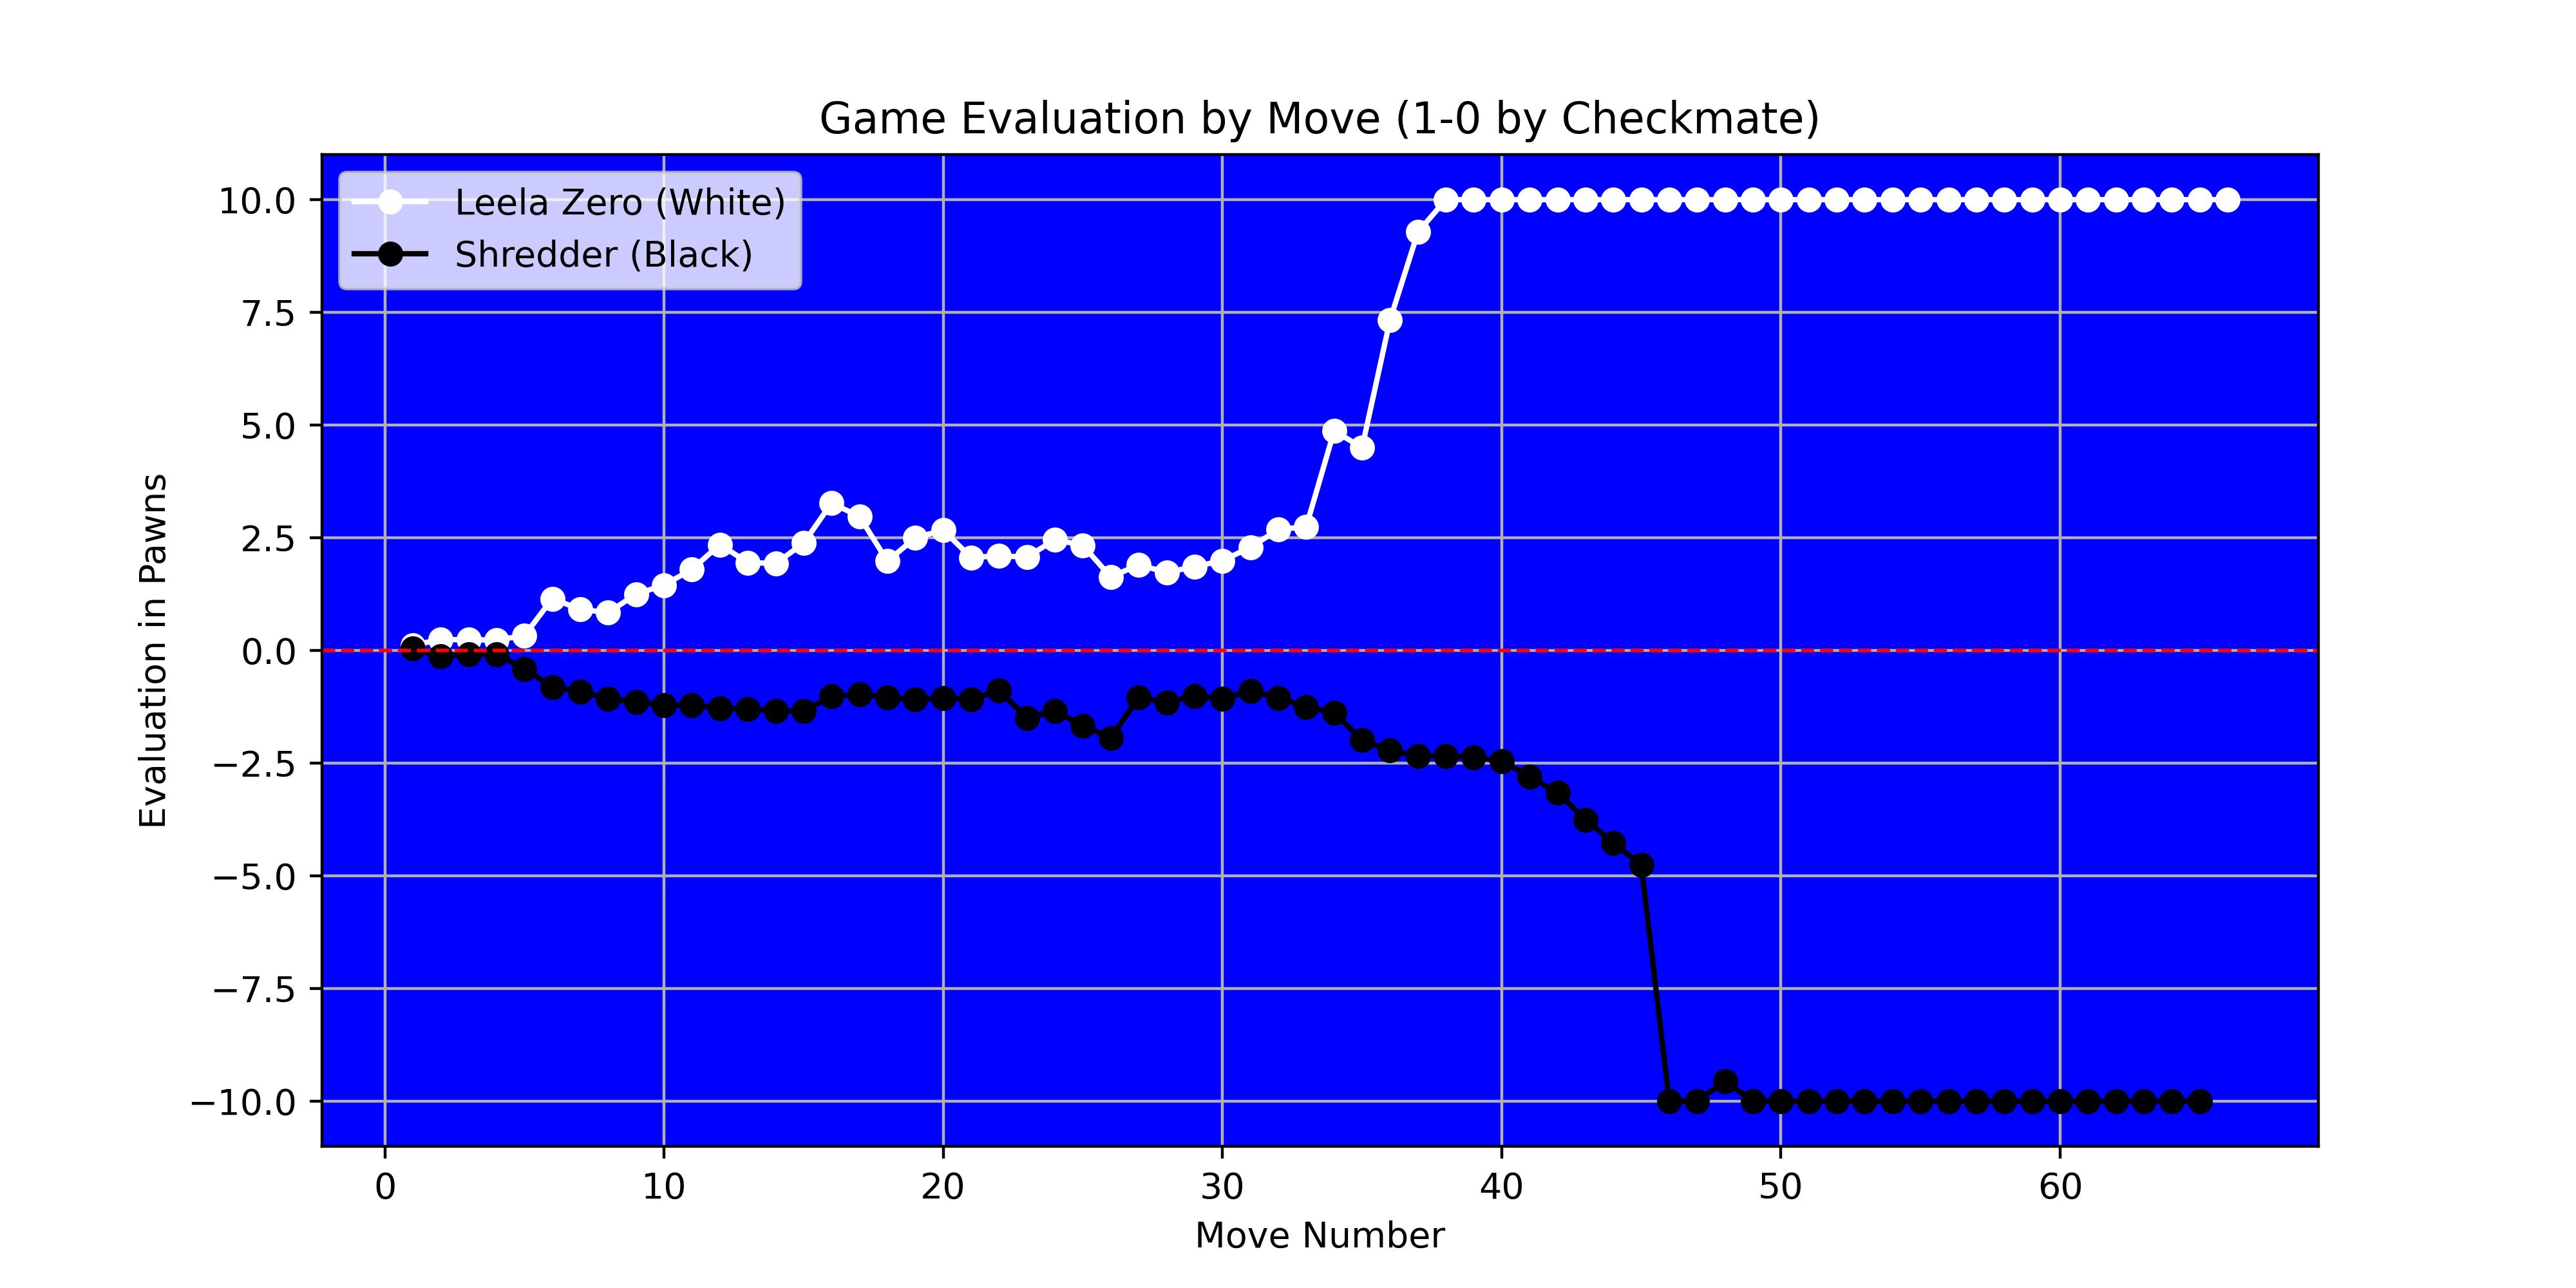 Game Evaluation by Move (1-0 by Checkmate)
Leela Zero (White)
Shredder (Black)
Evaluation in Pawns
10.0
7.5
5.0
2.5
0.0
−2.5
−5.0
−7.5
−10.0
0 10 20 30 40 50 60
Move Number